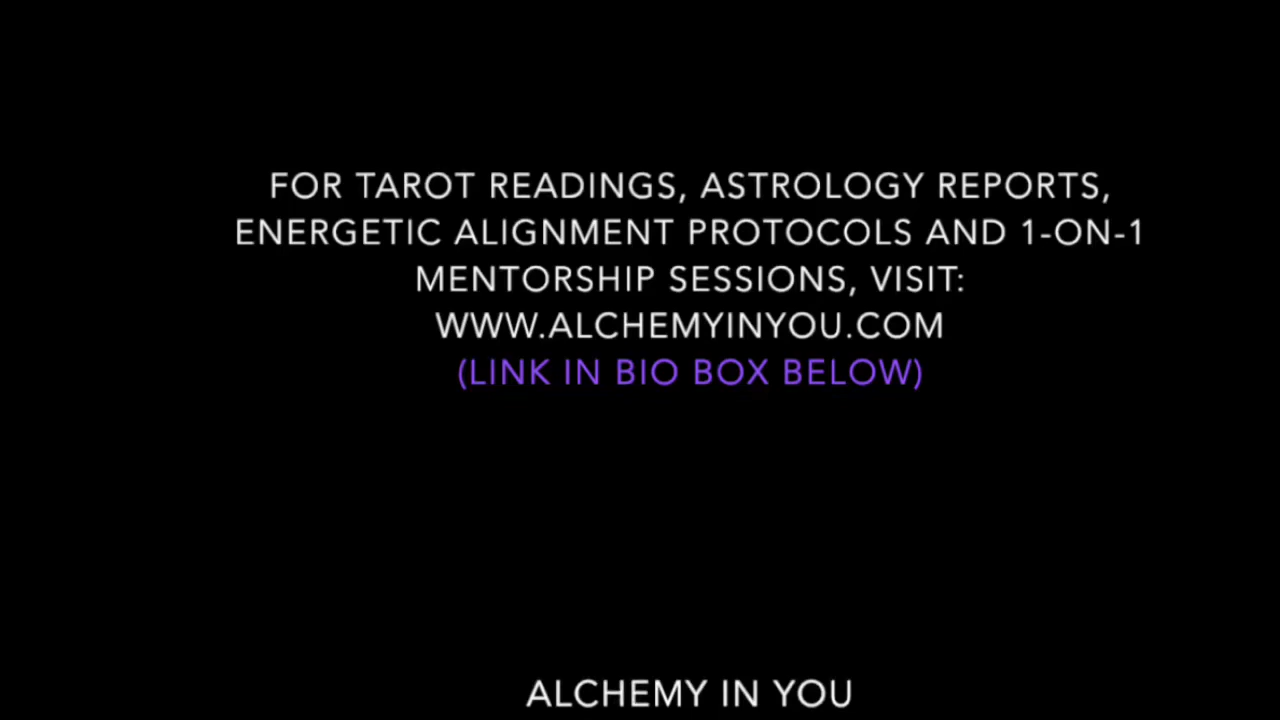 FOR TAROT READINGS, ASTROLOGY REPORTS,
ENERGETIC ALIGNMENT PROTOCOLS AND 1-ON-1
MENTORSHIP SESSIONS, VISIT:
WWW.ALCHEMYINYOU.COM
(LINK IN BIO BOX BELOW)
ALCHEMY IN YOU